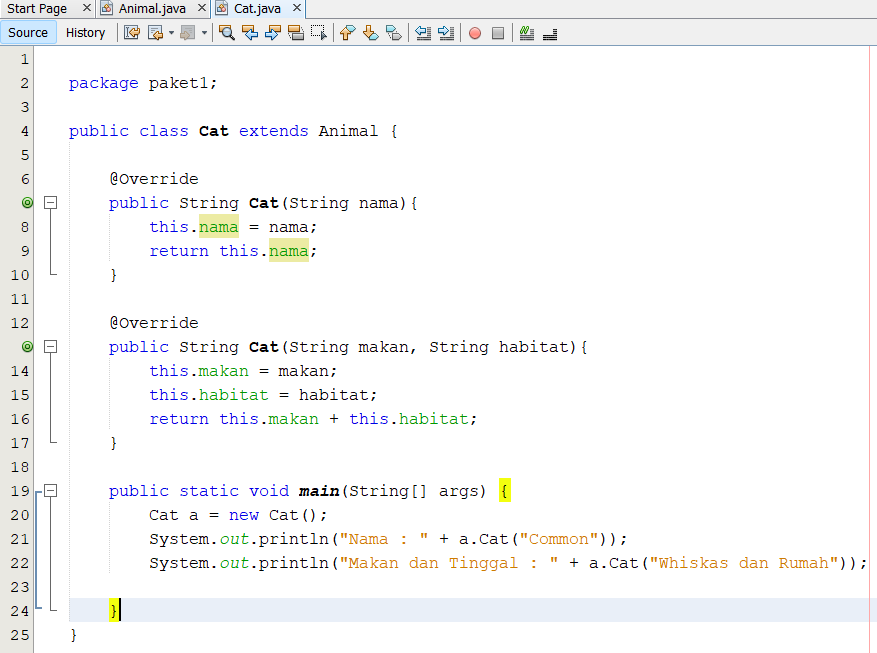 Start Page Animal.java Cat.java
Source History
1
2 package paket1;
3
4 public class Cat extends Animal {
5
6 @Override
public String Cat(String nama){
8 this.nama = nama;
9 return this.nama;
10 }
11
12 @Override
public String Cat(String makan, String habitat){
14 this.makan = makan;
15 this.habitat = habitat;
16 return this.makan + this.habitat;
17 }
18
19 public static void main(String[] args) {
20 Cat a = new Cat();
21 System.out.println("Nama : " + a.Cat("Common"));
22 System.out.println("Makan dan Tinggal : " + a.Cat("Whiskas dan Rumah"));
23
24 }
25 }